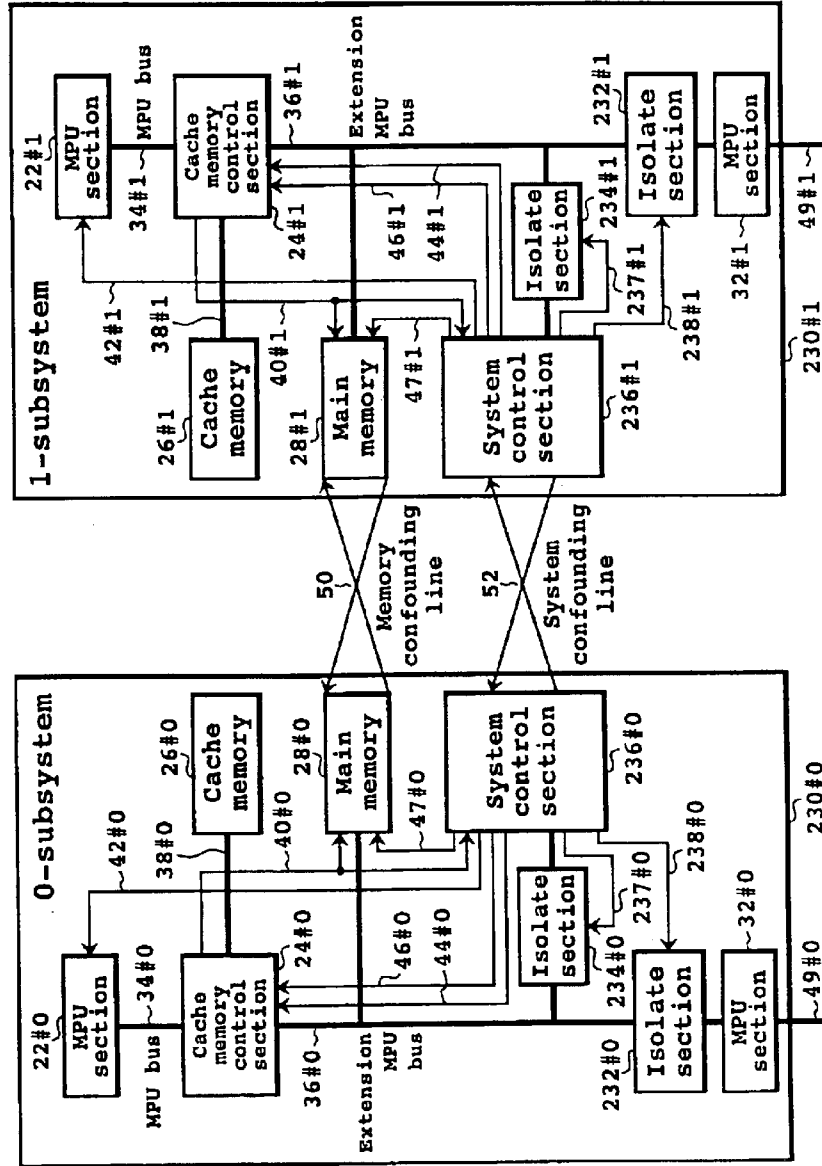 0-subsystem
22#0
MPU
section
34#0
MPU bus
42#0
Cache
memory
control
section
24#0
38#0
26#0
Cache
memory
40#0
36#0
Extension
MPU
bus
46#0
44#0
28#0
Main
memory
47#0
Isolate
section
234#0
System
control
section
236#0
237#0
238#0
232#0
Isolate
section
MPU
section
32#0
49#0
230#0
50
Memory
confounding
line
52
System
confounding
line
1-subsystem
22#1
MPU
section
34#1
MPU bus
42#1
Cache
memory
control
section
24#1
38#1
26#1
Cache
memory
40#1
36#1
Extension
MPU
bus
46#1
44#1
28#1
Main
memory
47#1
Isolate
section
234#1
System
control
section
236#1
237#1
238#1
232#1
Isolate
section
MPU
section
32#1
49#1
230#1